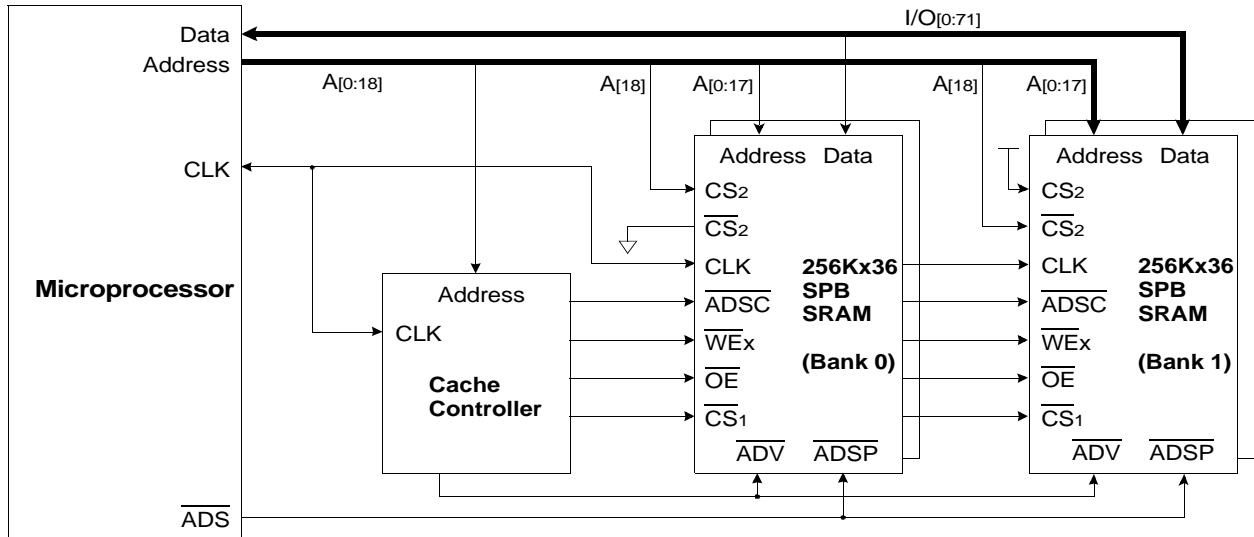 I/O[0:71]
Data
Address
A[0:18]
A[18]
A[0:17]
A[18]
A[0:17]
CLK
Microprocessor
ADS
Address
CLK
Cache
Controller
Address Data
CS2
CS2
CLK
ADSC
WEx
OE
CS1
ADV ADSP
256Kx36
SPB
SRAM
(Bank 0)
Address Data
CS2
CS2
CLK
ADSC
WEx
OE
CS1
ADV ADSP
256Kx36
SPB
SRAM
(Bank 1)